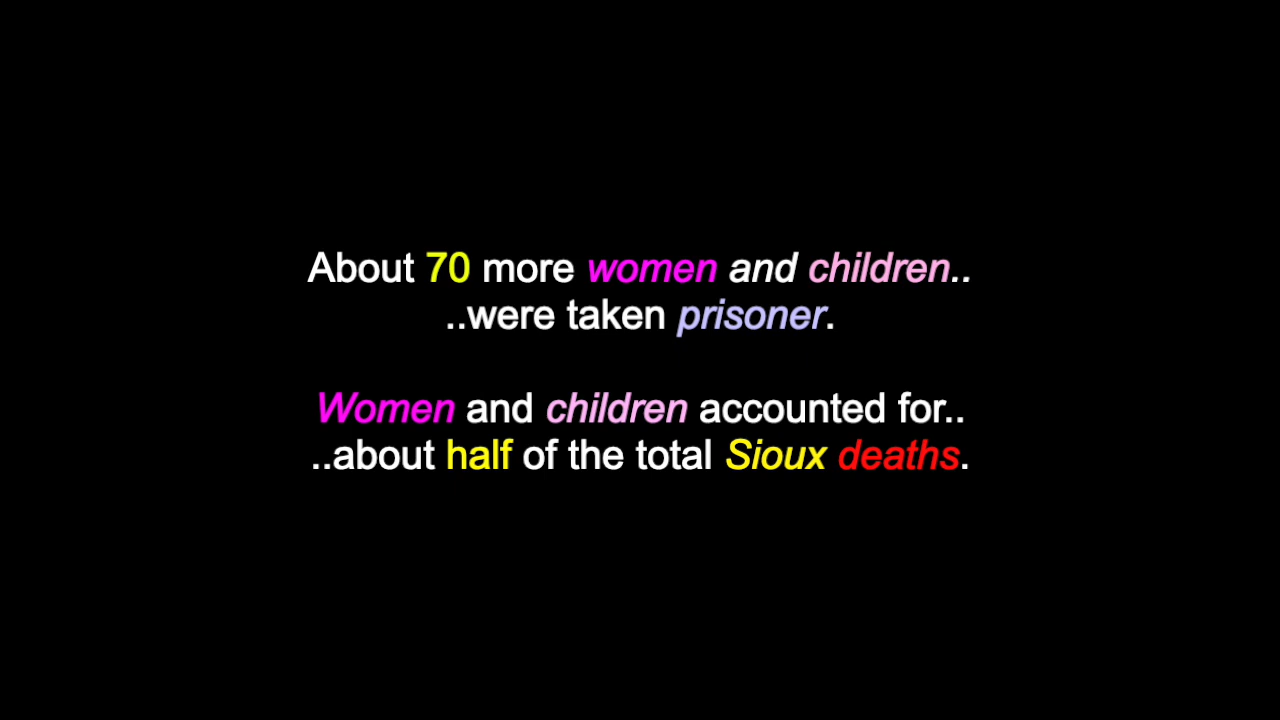 About 70 more women and children..
..were taken prisoner.
Women and children accounted for..
..about half of the total Sioux deaths.